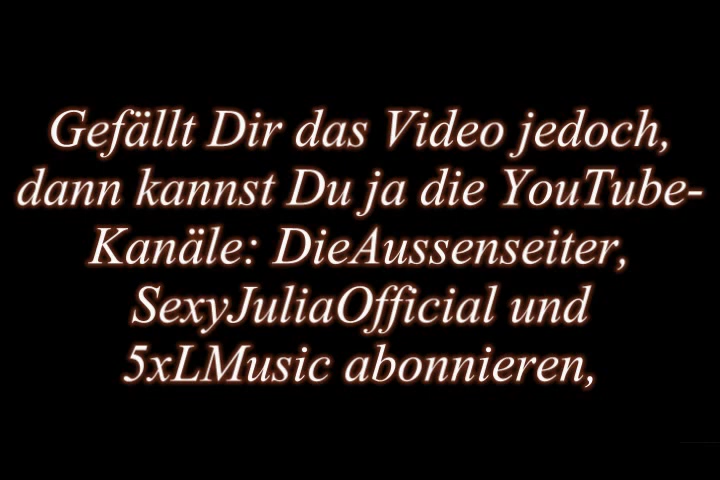 Gefällt Dir das Video jedoch,
dann kannst Du ja die YouTube-
Kanäle: DieAussenseiter,
SexyJuliaOfficial und
5xLMusic abonnieren,